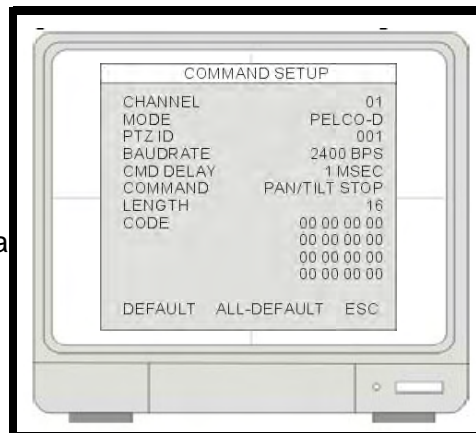 COMMAND SETUP
CHANNEL 01
MODE PELCO-D
PTZ ID 001
BAUDRATE 2400 BPS
CMD DELAY 1 MSEC
COMMAND PAN/TILT STOP
LENGTH 16
CODE 00 00 00 00
00 00 00 00
00 00 00 00
00 00 00 00
DEFAULT ALL-DEFAULT ESC
a